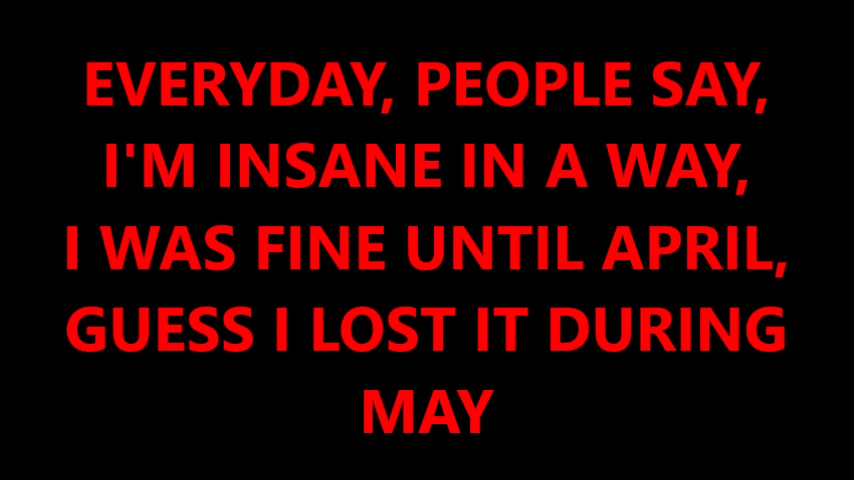 EVERYDAY, PEOPLE SAY,
I'M INSANE IN A WAY,
I WAS FINE UNTIL APRIL,
GUESS I LOST IT DURING
MAY